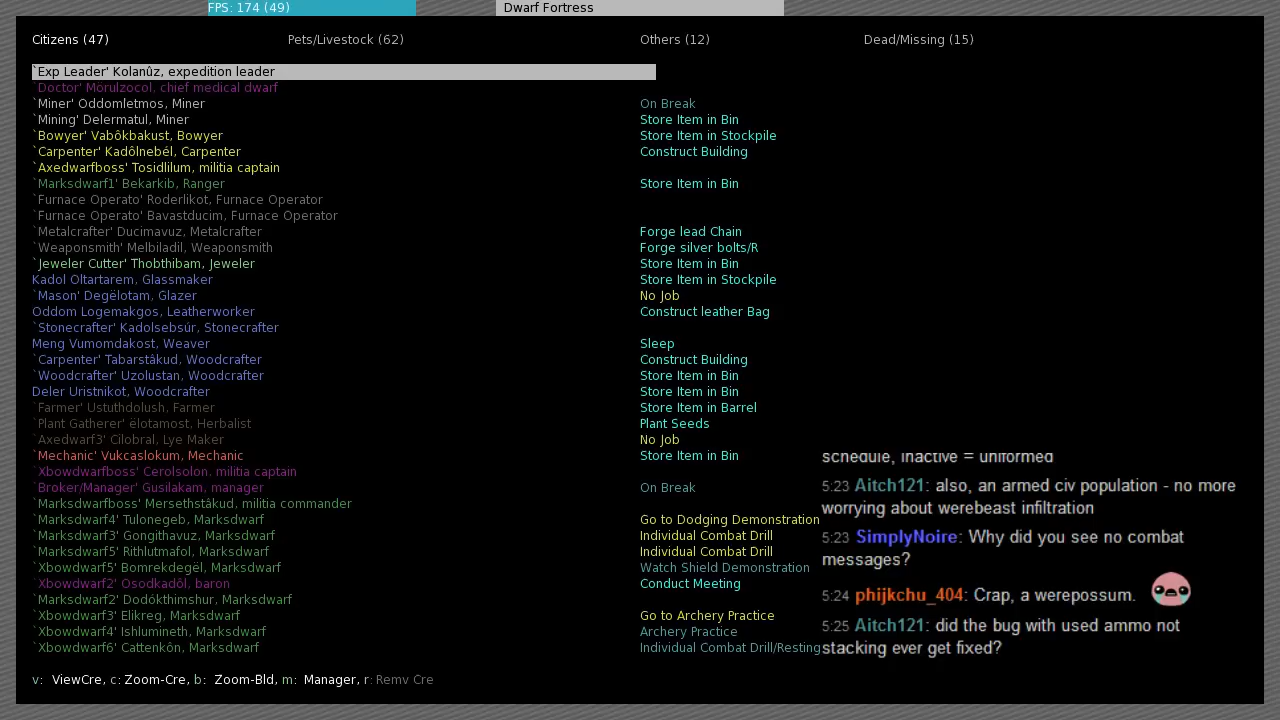 FPS: 174 (49) Dwarf Fortress
Citizens (47) Pets/Livestock (62) Others (12) Dead/Missing (15)
`Exp Leader' Kolanûz, expedition leader
`Doctor' Mörulzocol, chief medical dwarf
`Miner' Oddomletmos, Miner On Break
`Mining' Delermatul, Miner Store Item in Bin
`Bowyer' Vabôkbakust, Bowyer Store Item in Stockpile
`Carpenter' Kadôlnebél, Carpenter Construct Building
`Axedwarfboss' Tosidlilum, militia captain
`Marksdwarf1' Bekarkib, Ranger Store Item in Bin
`Furnace Operato' Roderlikot, Furnace Operator
`Furnace Operato' Bavastducim, Furnace Operator
`Metalcrafter' Ducimavuz, Metalcrafter Forge lead Chain
`Weaponsmith' Melbiladil, Weaponsmith Forge silver bolts/R
`Jeweler Cutter' Thobthibam, Jeweler Store Item in Bin
Kadol Oltartarem, Glassmaker Store Item in Stockpile
`Mason' Degëlotam, Glazer No Job
Oddom Logemakgos, Leatherworker Construct leather Bag
`Stonecrafter' Kadolsebsúr, Stonecrafter
Meng Vumomdakost, Weaver Sleep
`Carpenter' Tabarstâkud, Woodcrafter Construct Building
`Woodcrafter' Uzolustan, Woodcrafter Store Item in Bin
Deler Uristnikot, Woodcrafter Store Item in Bin
`Farmer' Ustuthdolush, Farmer Store Item in Barrel
`Plant Gatherer' ëlotamost, Herbalist Plant Seeds
`Axedwarf3' Cilobral, Lye Maker No Job
`Mechanic' Vukcaslokum, Mechanic Store Item in Bin
`Xbowdwarfboss' Cerolsolon, militia captain
`Broker/Manager' Gusilakam, manager On Break
`Marksdwarfboss' Mersethstâkud, militia commander
`Marksdwarf4' Tulonegeb, Marksdwarf Go to Dodging Demonstration
`Marksdwarf3' Gongithavuz, Marksdwarf Individual Combat Drill
`Marksdwarf5' Rithlutmafol, Marksdwarf Individual Combat Drill
`Xbowdwarf5' Bomrekdegël, Marksdwarf Watch Shield Demonstration
`Xbowdwarf2' Osodkadôl, baron Conduct Meeting
`Marksdwarf2' Dodókthimshur, Marksdwarf
`Xbowdwarf3' Elikreg, Marksdwarf Go to Archery Practice
`Xbowdwarf4' Ishlumineth, Marksdwarf Archery Practice
`Xbowdwarf6' Cattenkôn, Marksdwarf Individual Combat Drill/Resting
v: ViewCre, c: Zoom-Cre, b: Zoom-Bld, m: Manager, r: Remv Cre
schedule, inactive = uniformed
5:23 Aitch121: also, an armed civ population - no more
worrying about werebeast infiltration
5:23 SimplyNoire: Why did you see no combat
messages?
5:24 phijkchu_404: Crap, a werepossum.
5:25 Aitch121: did the bug with used ammo not
stacking ever get fixed?